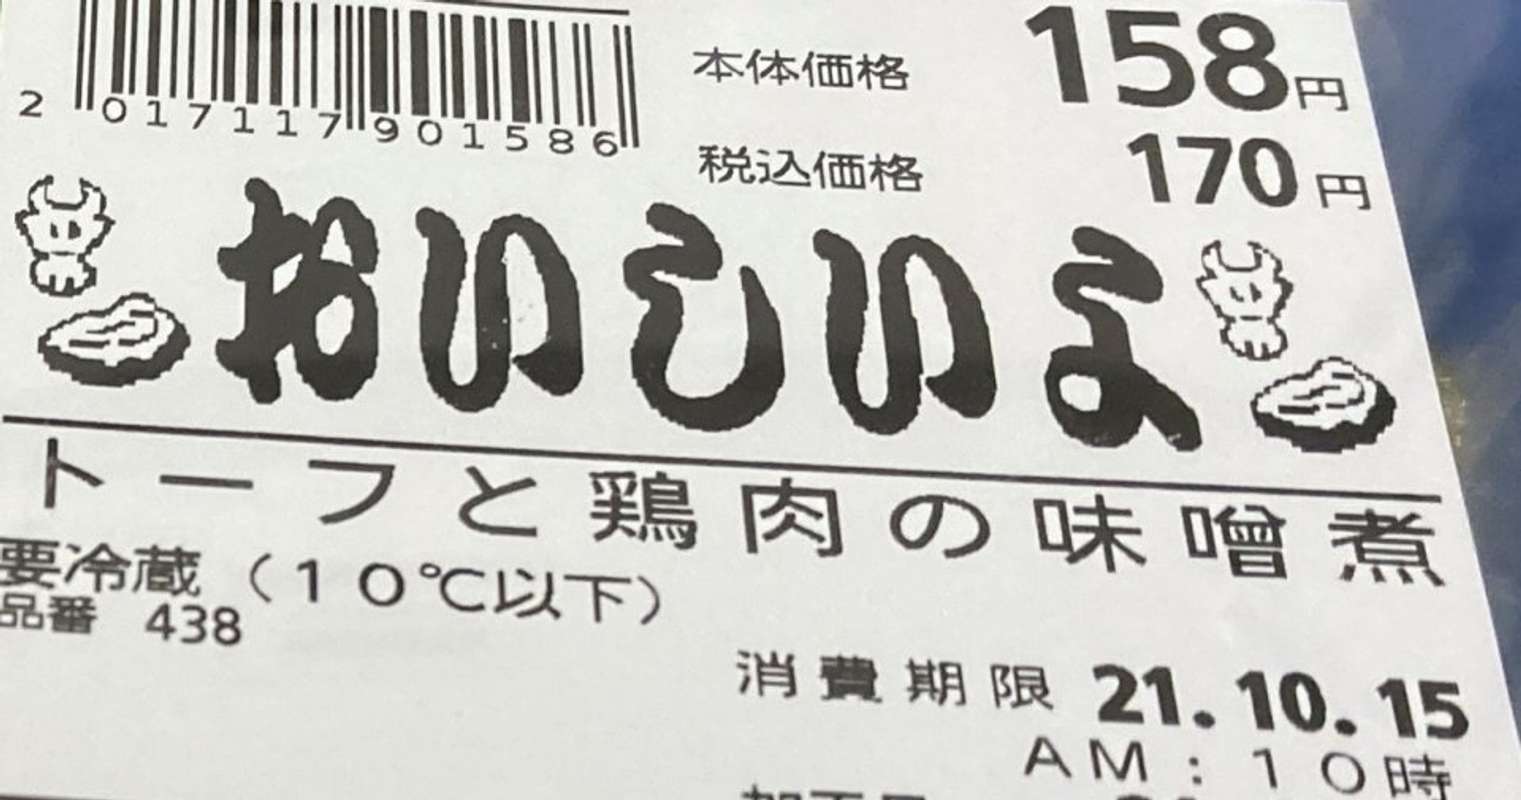 本体価格 158円
2 017117 901586
税込価格 170円
おいしいよ
トーフと鶏肉の味噌煮
要冷蔵(10℃以下)
品番 438
消費期限 21.10.15
AM:10時